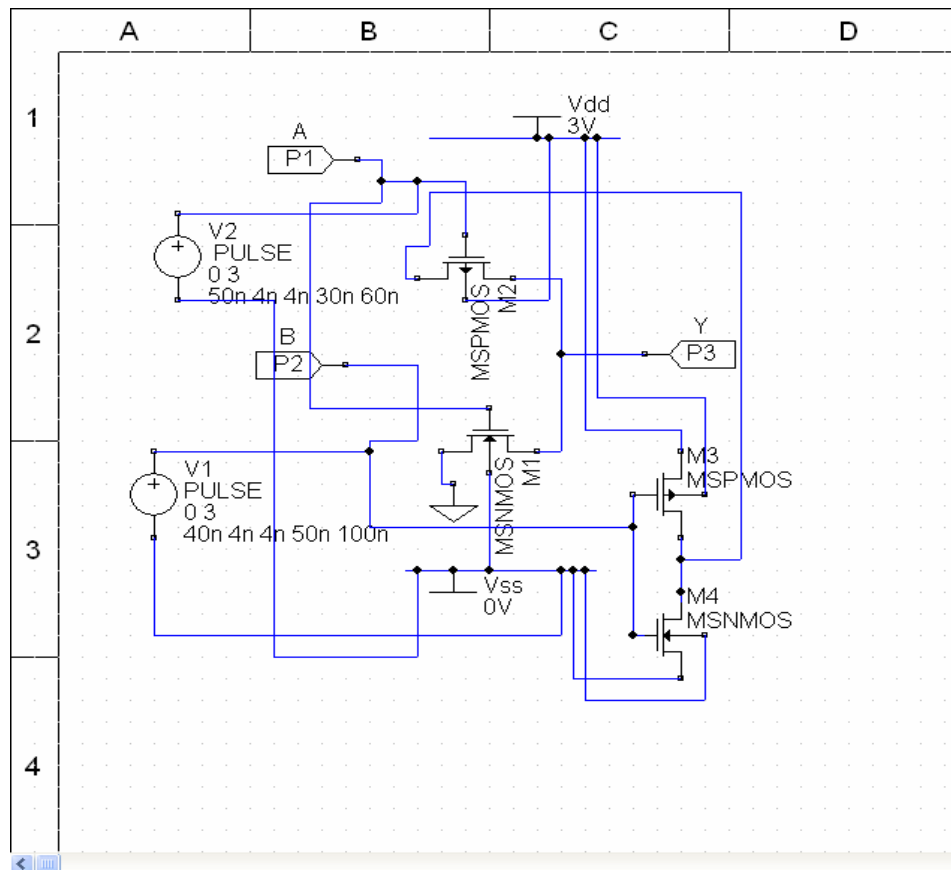 A B C D
1
Vdd
3V
A
P1
V2
PULSE
0 3
50n 4n 4n 30n 60n
M2
MSPMOS
2
Y
P3
B
P2
M1
MSNMOS
V1
PULSE
0 3
40n 4n 4n 50n 100n
M3
MSPMOS
3
Vss
0V
M4
MSNMOS
4